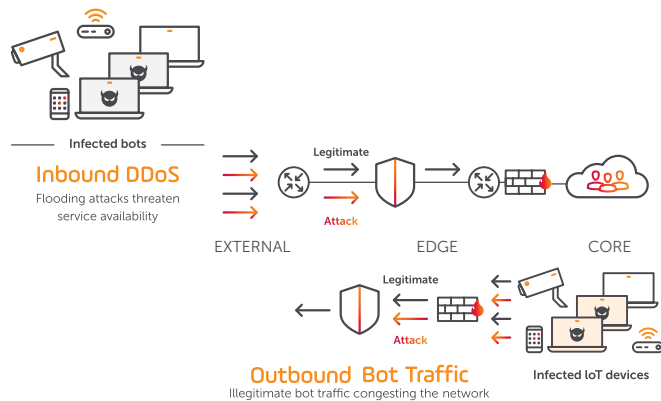 Infected bots
Inbound DDoS
Flooding attacks threaten
service availability
Legitimate
Attack
EXTERNAL
EDGE
CORE
Legitimate
Attack
Outbound Bot Traffic
Illegitimate bot traffic congesting the network
Infected loT devices